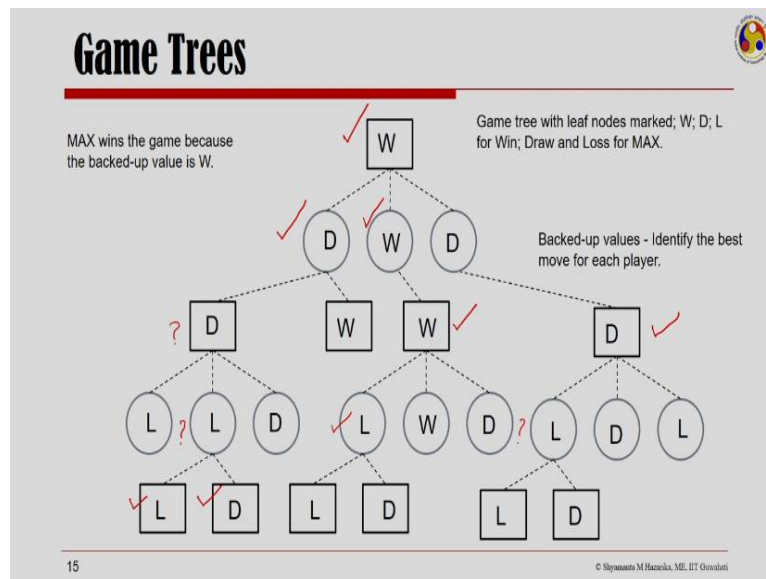 Game Trees
MAX wins the game because
the backed-up value is W.
Game tree with leaf nodes marked; W; D; L
for Win; Draw and Loss for MAX.
W
D W D
Backed-up values - Identify the best
move for each player.
? D W W D
L ? L D L W D ? L D L
L D L D L D
15
© Shyamanta M Hazarika, ME, IIT Guwahati